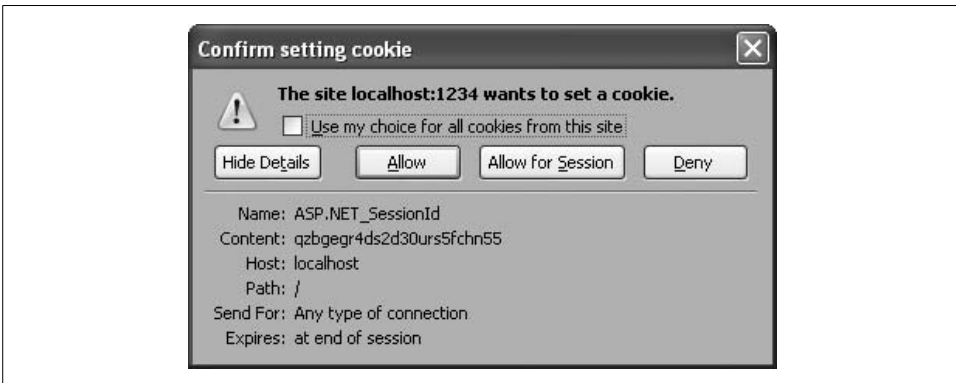 Confirm setting cookie
The site localhost:1234 wants to set a cookie.
Use my choice for all cookies from this site
Hide Details Allow Allow for Session Deny
Name: ASP.NET_SessionId
Content: qzbgegr4ds2d30urs5fchn55
Host: localhost
Path: /
Send For: Any type of connection
Expires: at end of session